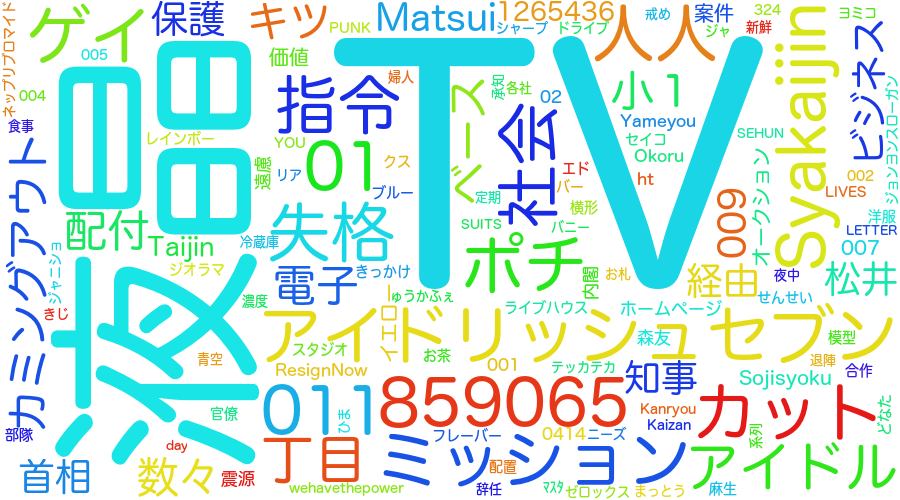 ネップリブロマイド
ゲイ
保護
キツ
PUNK
Matsui
1265436
シャープ
ドライブ
人人
戒め
案件
ジャ
324
新鮮
ヨミコ
005
004
食事
レインボー
価値
YOU
指令
婦人
TV
ベース
承知
各社
02
小1
Yameyou
セイコ
Okoru
SEHUN
Syakaijin
ビジネス
ジョンヨンスローガン
002
LIVES
洋服
LETTER
液晶
01
遠慮
リア
クス
ブルー
社会
定期
SUITS
エド
バー
横形
バニー
ht
009
オークション
007
カミングアウト
配付
Taijin
ジャニショ
ジオラマ
冷蔵庫
失格
電子
きっかけ
ポチ
内閣
お札
経由
夜中
せんせい
松井
きじ
濃度
ゅうかふぇ
ライブハウス
ホームページ
アイドリッシュセブン
イエロー
スタジオ
お茶
森友
模型
退陣
合作
青空
ResignNow
001
テッカテカ
知事
Sojisyoku
官僚
ひま
011
859065
Kanryou
Kaizan
カット
どなた
部隊
day
丁目
ミッション
フレーバー
0414
ニーズ
系列
アイドル
首相
数々
震源
wehavethepower
配置
辞任
マスタ
ゼロックス
まっとう
麻生